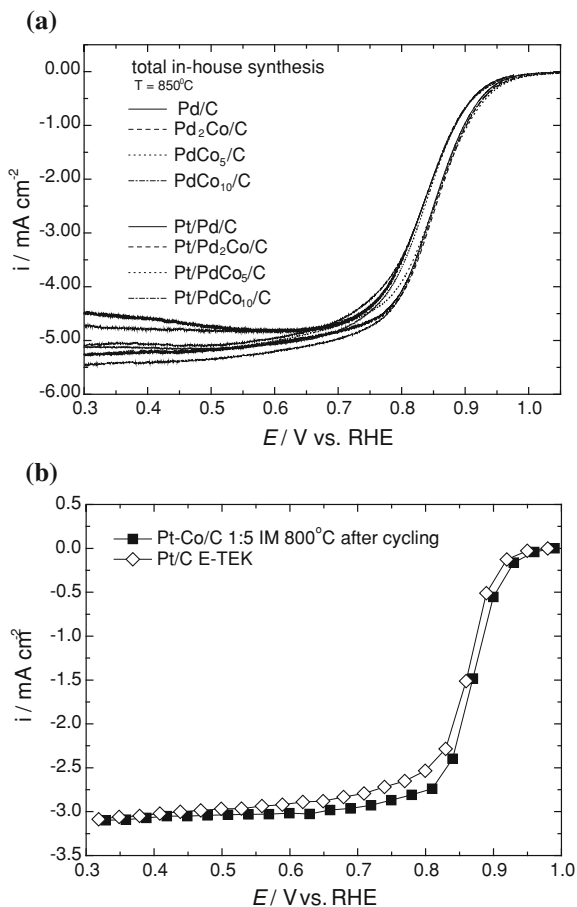 (a)
0.00
-1.00
-2.00
-3.00
-4.00
-5.00
-6.00
i / mA cm⁻²
total in-house synthesis
T = 850⁰C
Pd/C
Pd₂Co/C
PdCo₅/C
PdCo₁₀/C
Pt/Pd/C
Pt/Pd₂Co/C
Pt/PdCo₅/C
Pt/PdCo₁₀/C
0.3 0.4 0.5 0.6 0.7 0.8 0.9 1.0
E / V vs. RHE
(b)
0.5
0.0
-0.5
-1.0
-1.5
-2.0
-2.5
-3.0
-3.5
i / mA cm⁻²
Pt-Co/C 1:5 IM 800°C after cycling
Pt/C E-TEK
0.3 0.4 0.5 0.6 0.7 0.8 0.9 1.0
E / V vs. RHE